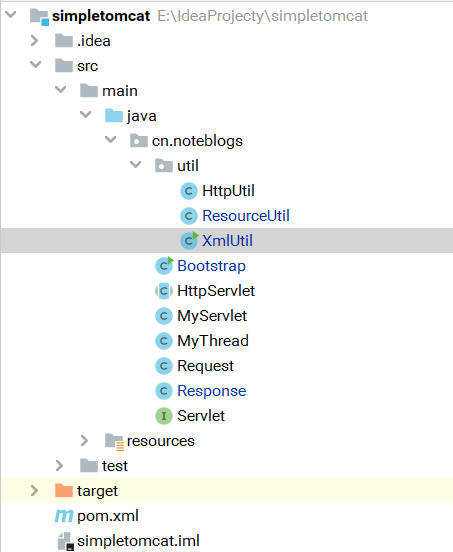 simpletomcat E:\IdeaProjecty\simpletomcat
.idea
src
main
java
cn.noteblogs
util
HttpUtil
ResourceUtil
XmlUtil
Bootstrap
HttpServlet
MyServlet
MyThread
Request
Response
Servlet
resources
test
target
pom.xml
simpletomcat.iml